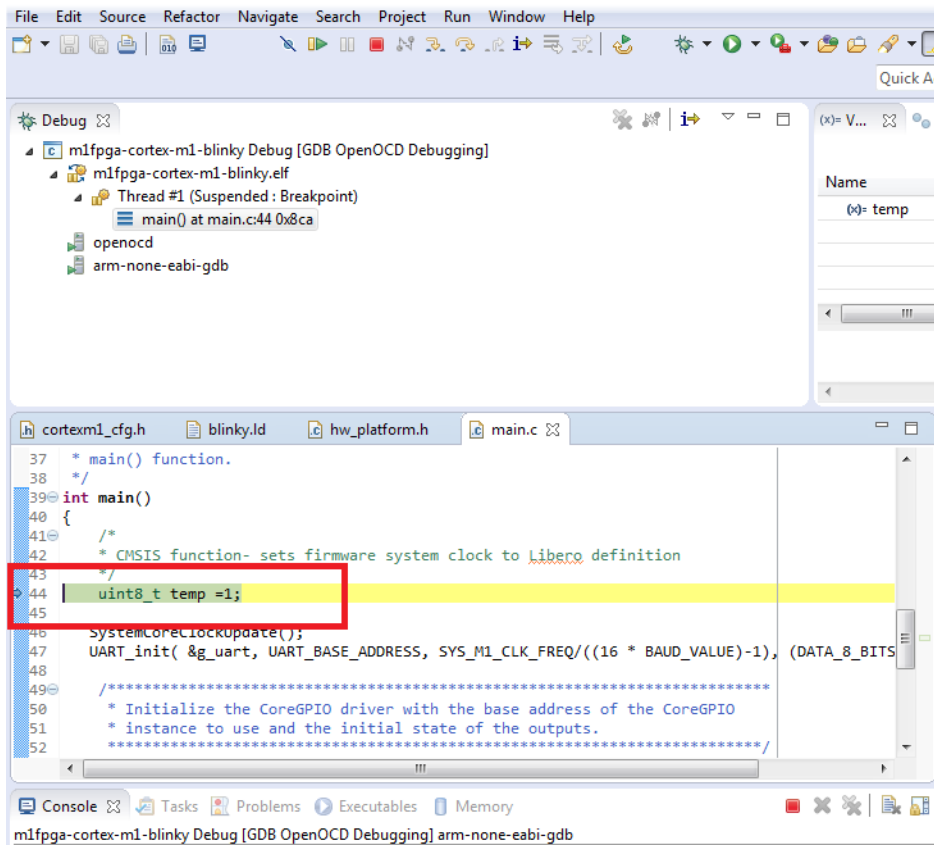 File Edit Source Refactor Navigate Search Project Run Window Help
Quick A
Debug
(x)= V...
m1fpga-cortex-m1-blinky Debug [GDB OpenOCD Debugging]
m1fpga-cortex-m1-blinky.elf
Name
Thread #1 (Suspended : Breakpoint)
(x)= temp
main() at main.c:44 0x8ca
openocd
arm-none-eabi-gdb
cortexm1_cfg.h blinky.ld hw_platform.h main.c
37 * main() function.
38 */
39 int main()
40 {
41 /*
42 * CMSIS function- sets firmware system clock to Libero definition
43 */
44 uint8_t temp =1;
45
46 SystemCoreClockUpdate();
47 UART_init( &g_uart, UART_BASE_ADDRESS, SYS_M1_CLK_FREQ/((16 * BAUD_VALUE)-1), (DATA_8_BITS
48
49 /**************************************************************************
50 * Initialize the CoreGPIO driver with the base address of the CoreGPIO
51 * instance to use and the initial state of the outputs.
52 *************************************************************************/
Console Tasks Problems Executables Memory
m1fpga-cortex-m1-blinky Debug [GDB OpenOCD Debugging] arm-none-eabi-gdb